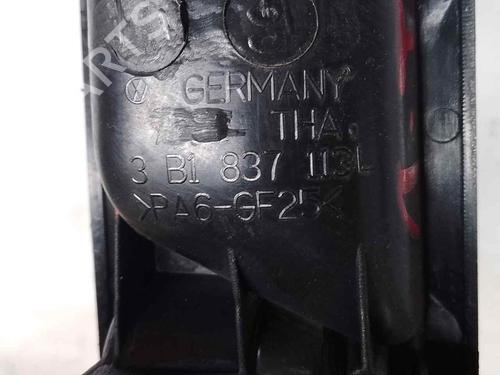 GERMANY
THA
3 B1 837 113L
>PA6-GF25<